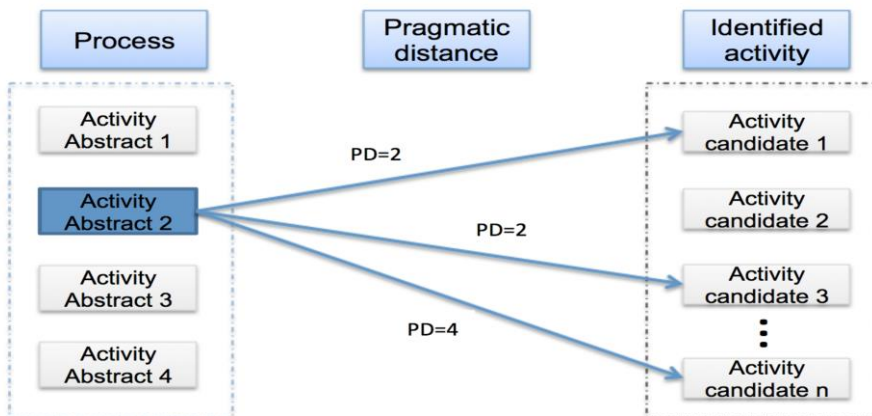 Process
Pragmatic
distance
Identified
activity
Activity
Abstract 1
Activity
Abstract 2
Activity
Abstract 3
Activity
Abstract 4
PD=2
PD=2
PD=4
Activity
candidate 1
Activity
candidate 2
Activity
candidate 3
Activity
candidate n